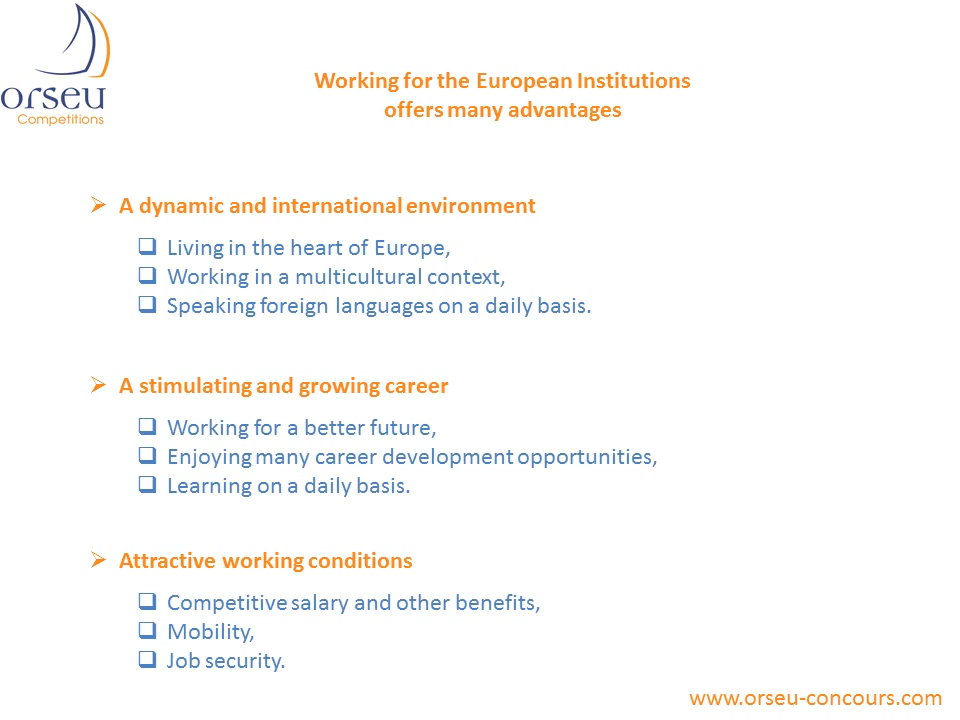 orseu
Competitions
Working for the European Institutions
offers many advantages
A dynamic and international environment
Living in the heart of Europe,
Working in a multicultural context,
Speaking foreign languages on a daily basis.
A stimulating and growing career
Working for a better future,
Enjoying many career development opportunities,
Learning on a daily basis.
Attractive working conditions
Competitive salary and other benefits,
Mobility,
Job security.
www.orseu-concours.com